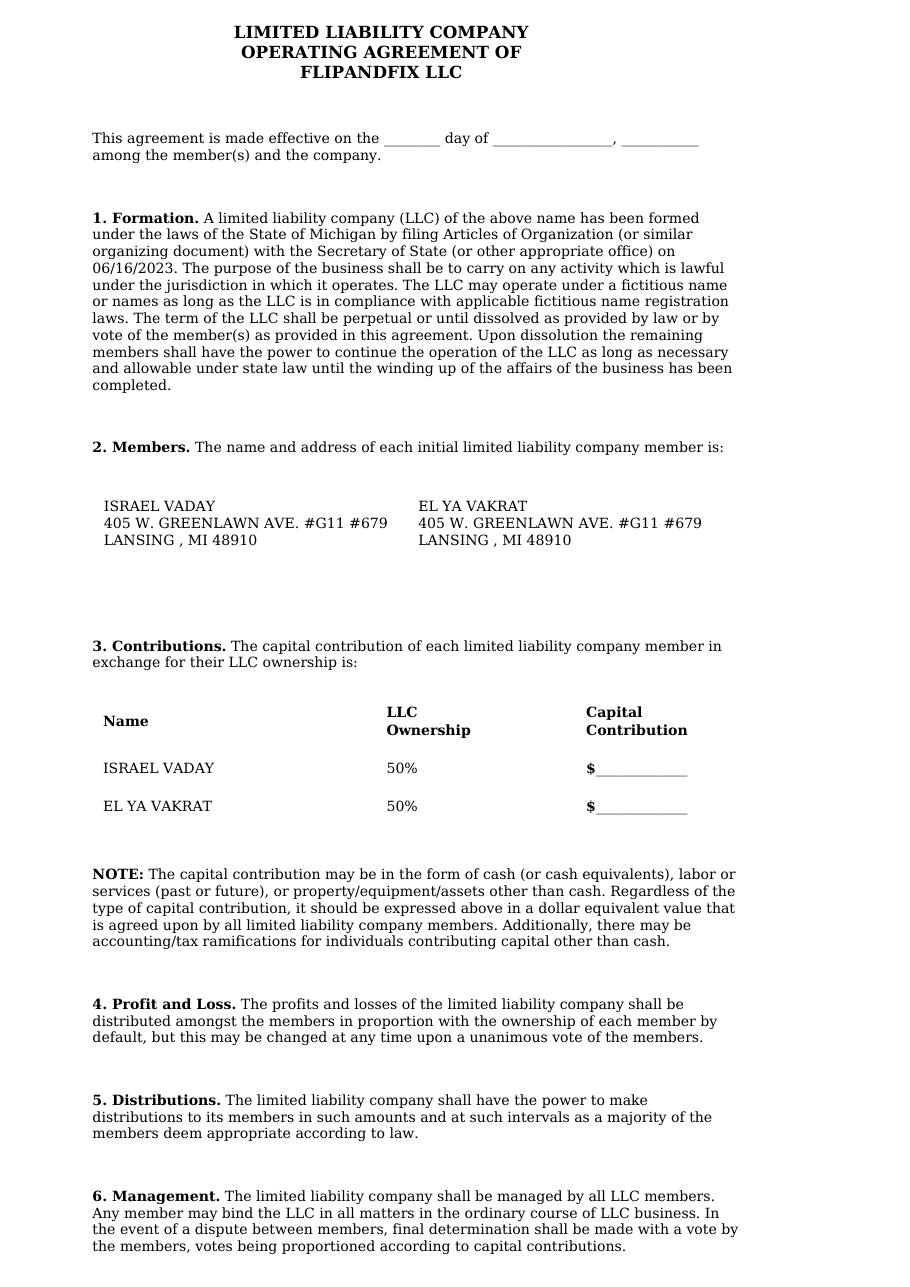 LIMITED LIABILITY COMPANY
OPERATING AGREEMENT OF
FLIPANDFIX LLC
This agreement is made effective on the ________ day of _________________, ___________
among the member(s) and the company.
1. Formation. A limited liability company (LLC) of the above name has been formed
under the laws of the State of Michigan by filing Articles of Organization (or similar
organizing document) with the Secretary of State (or other appropriate office) on
06/16/2023. The purpose of the business shall be to carry on any activity which is lawful
under the jurisdiction in which it operates. The LLC may operate under a fictitious name
or names as long as the LLC is in compliance with applicable fictitious name registration
laws. The term of the LLC shall be perpetual or until dissolved as provided by law or by
vote of the member(s) as provided in this agreement. Upon dissolution the remaining
members shall have the power to continue the operation of the LLC as long as necessary
and allowable under state law until the winding up of the affairs of the business has been
completed.
2. Members. The name and address of each initial limited liability company member is:
ISRAEL VADAY
405 W. GREENLAWN AVE. #G11 #679
LANSING , MI 48910
EL YA VAKRAT
405 W. GREENLAWN AVE. #G11 #679
LANSING , MI 48910
3. Contributions. The capital contribution of each limited liability company member in
exchange for their LLC ownership is:
Name LLC Ownership Capital Contribution
ISRAEL VADAY 50% $_____________
EL YA VAKRAT 50% $_____________
NOTE: The capital contribution may be in the form of cash (or cash equivalents), labor or
services (past or future), or property/equipment/assets other than cash. Regardless of the
type of capital contribution, it should be expressed above in a dollar equivalent value that
is agreed upon by all limited liability company members. Additionally, there may be
accounting/tax ramifications for individuals contributing capital other than cash.
4. Profit and Loss. The profits and losses of the limited liability company shall be
distributed amongst the members in proportion with the ownership of each member by
default, but this may be changed at any time upon a unanimous vote of the members.
5. Distributions. The limited liability company shall have the power to make
distributions to its members in such amounts and at such intervals as a majority of the
members deem appropriate according to law.
6. Management. The limited liability company shall be managed by all LLC members.
Any member may bind the LLC in all matters in the ordinary course of LLC business. In
the event of a dispute between members, final determination shall be made with a vote by
the members, votes being proportioned according to capital contributions.